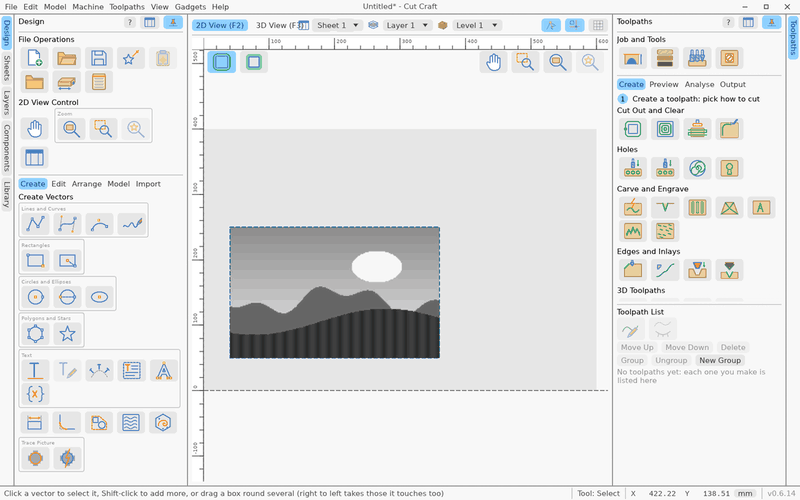 Untitled* - Cut Craft
File Edit Model Machine Toolpaths View Gadgets Help
Design
Sheets
Layers
Components
Library
Design ?
File Operations
2D View Control
Zoom
Create Edit Arrange Model Import
Create Vectors
Lines and Curves
Rectangles
Circles and Ellipses
Polygons and Stars
Text
Trace Picture
2D View (F2) 3D View (F3) Sheet 1 Layer 1 Level 1
100 200 300 400 500 600
500
400
300
200
100
0
-100
Toolpaths ?
Job and Tools
Create Preview Analyse Output
1 Create a toolpath: pick how to cut
Cut Out and Clear
Holes
Carve and Engrave
Edges and Inlays
3D Toolpaths
Toolpath List
Move Up Move Down Delete
Group Ungroup New Group
No toolpaths yet: each one you make is
listed here
Toolpaths
Click a vector to select it, Shift-click to add more, or drag a box round several (right to left takes those it touches too)
Tool: Select X 422.22 Y 138.51 mm v0.6.14